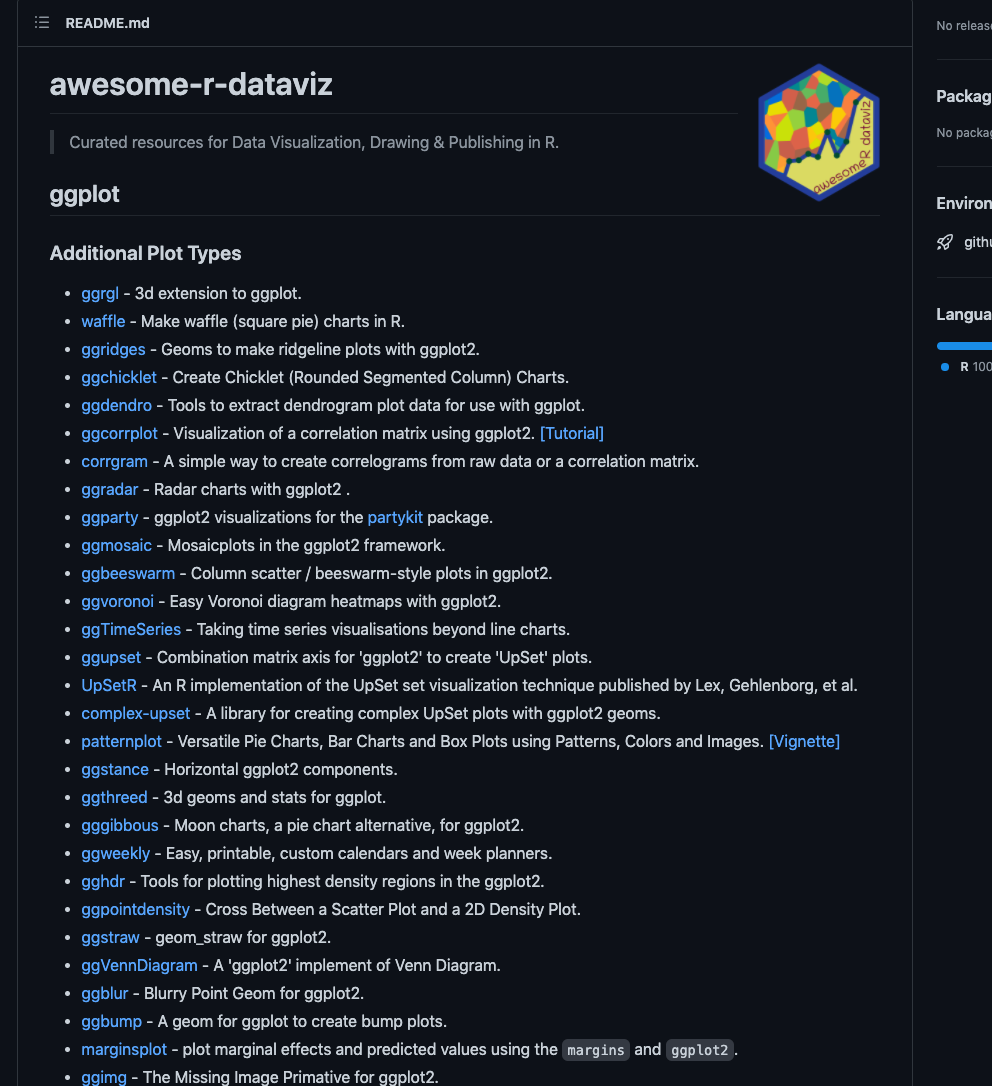 README.md
awesome-r-dataviz
Curated resources for Data Visualization, Drawing & Publishing in R.
awesomeR dataviz
ggplot
Additional Plot Types
ggrgl - 3d extension to ggplot.
waffle - Make waffle (square pie) charts in R.
ggridges - Geoms to make ridgeline plots with ggplot2.
ggchicklet - Create Chicklet (Rounded Segmented Column) Charts.
ggdendro - Tools to extract dendrogram plot data for use with ggplot.
ggcorrplot - Visualization of a correlation matrix using ggplot2. [Tutorial]
corrgram - A simple way to create correlograms from raw data or a correlation matrix.
ggradar - Radar charts with ggplot2 .
ggparty - ggplot2 visualizations for the partykit package.
ggmosaic - Mosaicplots in the ggplot2 framework.
ggbeeswarm - Column scatter / beeswarm-style plots in ggplot2.
ggvoronoi - Easy Voronoi diagram heatmaps with ggplot2.
ggTimeSeries - Taking time series visualisations beyond line charts.
ggupset - Combination matrix axis for 'ggplot2' to create 'UpSet' plots.
UpSetR - An R implementation of the UpSet set visualization technique published by Lex, Gehlenborg, et al.
complex-upset - A library for creating complex UpSet plots with ggplot2 geoms.
patternplot - Versatile Pie Charts, Bar Charts and Box Plots using Patterns, Colors and Images. [Vignette]
ggstance - Horizontal ggplot2 components.
ggthreed - 3d geoms and stats for ggplot.
gggibbous - Moon charts, a pie chart alternative, for ggplot2.
ggweekly - Easy, printable, custom calendars and week planners.
gghdr - Tools for plotting highest density regions in the ggplot2.
ggpointdensity - Cross Between a Scatter Plot and a 2D Density Plot.
ggstraw - geom_straw for ggplot2.
ggVennDiagram - A 'ggplot2' implement of Venn Diagram.
ggblur - Blurry Point Geom for ggplot2.
ggbump - A geom for ggplot to create bump plots.
marginsplot - plot marginal effects and predicted values using the margins and ggplot2.
ggimg - The Missing Image Primative for ggplot2.
No releas
Packag
No packag
Environ
gith
Langua
R 100